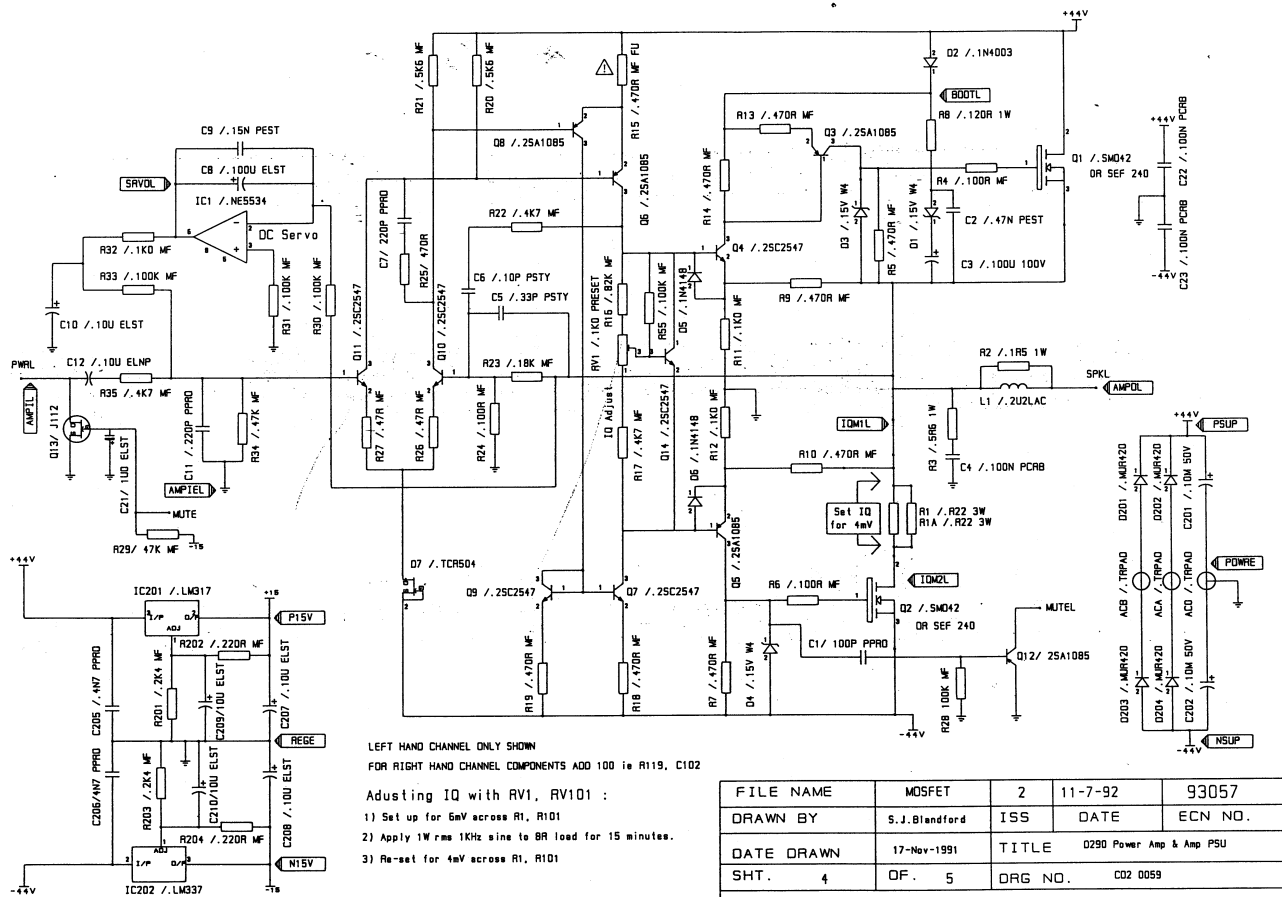 +44V
R21 /.5K6 MF
R20 /.5K6 MF
R15 /.470R MF FU
D2 /.1N4003
BOOTL
R8 /.120R 1W
R13 /.470R MF
Q3 /.2SA1085
Q8 /.2SA1085
Q6 /.2SA1085
R14 /.470R MF
R4 /.100R MF
Q1 /.SM042
OR SEF 240
+44V
C22 /.100N PCRB
C23 /.100N PCRB
-44V
C9 /.15N PEST
C8 /.100U ELST
SRVOL
IC1 /.NE5534
DC Servo
R32 /.1K0 MF
R33 /.100K MF
C10 /.10U ELST
R31 /.100K MF
R30 /.100K MF
C7/ 220P PPRO
R25/ 470R
R22 /.4K7 MF
C6 /.10P PSTY
C5 /.33P PSTY
R16 /.82K MF
RV1 /.1K0 PRESET
R55 /.100K MF
D5 /.1N4148
Q4 /.2SC2547
D3 /.15V W4
R5 /.470R MF
D1 /.15V W4
C2 /.47N PEST
C3 /.100U 100V
R9 /.470R MF
R11 /.1K0 MF
Q11 /.2SC2547
Q10 /.2SC2547
R23 /.18K MF
PWRL
AMPIL
C12 /.10U ELNP
R35 /.4K7 MF
Q13/ J112
C21/ 1U0 ELST
C11 /.220P PPRO
R34 /.47K MF
AMPIEL
MUTE
R29/ 47K MF
-15
R27 /.47R MF
R26 /.47R MF
R24 /.100R MF
IQ Adjust
R17 /.4K7 MF
Q14 /.2SC2547
D6 /.1N4148
R12 /.1K0 MF
R10 /.470R MF
IQM1L
R2 /.1R5 1W
L1 /.2U2LAC
SPKL
AMPOL
R3 /.5R6 1W
C4 /.100N PCRB
Set IQ
for 4mV
R1 /.R22 3W
R1A /.R22 3W
+44V
PSUP
D201 /.MUR420
D202 /.MUR420
C201 /.10M 50V
POWRE
ACB /.TRPAD
ACA /.TRPAD
AC0 /.TRPAD
D203 /.MUR420
D204 /.MUR420
C202 /.10M 50V
-44V
NSUP
D7 /.TCR504
Q9 /.2SC2547
Q7 /.2SC2547
Q5 /.2SA1085
R6 /.100R MF
IQM2L
Q2 /.SM042
OR SEF 240
C1/ 100P PPRO
MUTEL
Q12/ 2SA1085
R19 /.470R MF
R18 /.470R MF
R7 /.470R MF
D4 /.15V W4
R28 100K MF
-44V
+44V
IC201 /.LM317
I/P
O/P
ADJ
+15
P15V
R202 /.220R MF
C205 /.4N7 PPRO
R201 /.2K4 MF
C209/10U ELST
C207 /.10U ELST
REGE
C206/4N7 PPRO
R203 /.2K4 MF
C210/10U ELST
C208 /.10U ELST
R204 /.220R MF
ADJ
I/P
O/P
N15V
-44V
IC202 /.LM337
-15
LEFT HAND CHANNEL ONLY SHOWN
FOR RIGHT HAND CHANNEL COMPONENTS ADD 100 ie R119, C102
Adusting IQ with RV1, RV101 :
1) Set up for 6mV across R1, R101
2) Apply 1W rms 1KHz sine to 8R load for 15 minutes.
3) Re-set for 4mV across R1, R101
FILE NAME MOSFET 2 11-7-92 93057
DRAWN BY S.J.Blandford ISS DATE ECN NO.
DATE DRAWN 17-Nov-1991 TITLE D290 Power Amp & Amp PSU
SHT. 4 OF. 5 DRG NO. C02 0059